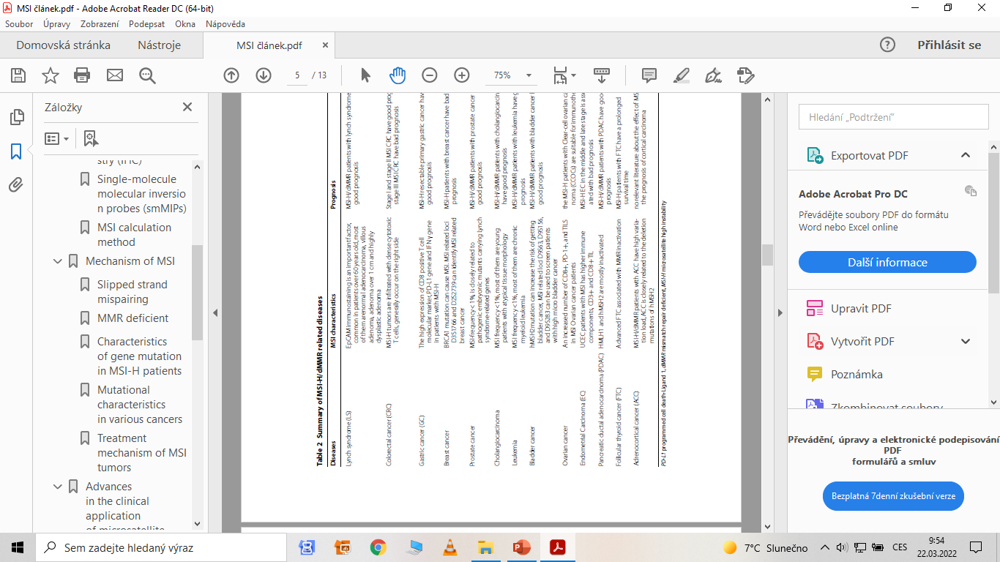 MSI článek.pdf - Adobe Acrobat Reader DC (64-bit)
Soubor Úpravy Zobrazení Podepsat Okna Nápověda
Domovská stránka Nástroje MSI článek.pdf × Přihlásit se
5 / 13 75%
Záložky
stry (IHC)
Single-molecule
molecular inversio
n probes (smMIPs)
MSI calculation
method
Mechanism of MSI
Slipped strand
mispairing
MMR deficient
Characteristics
of gene mutation
in MSI-H patients
Mutational
characteristics
in various cancers
Treatment
mechanism of MSI
tumors
Advances
in the clinical
application
of microsatellite
Table 2 Summary of MSI-H/dMMR related diseases
Diseases MSI characteristics Prognosis
Lynch syndrome (LS) EpCAM immunostaining is an important factor, MSI-H/dMMR patients with lynch syndrome
common in patients over 60 years old, most good prognosis
of them are normal adenocarcinoma, villous
adenoma, adenoma over 1 cm and highly
dysplastic adenoma
Colorectal cancer (CRC) MSI-H tumors are infiltrated with dense cytotoxic Stage I and stage II MSI CRC have good prog
T cells, generally occur on the right side stage III MSI CRC have bad prognosis
Gastric cancer (GC) The high expression of CD8 positive T cell MSI-H resectable primary gastric cancer hav
molecular marker, PD-L1 gene and IFN γ gene good prognosis
in patients with MSI-H
Breast cancer BRCA1 mutation can cause MSI, MSI related loci MSI-H patients with breast cancer have bad
D3S1766 and D2S2739 can identify MSI related prognosis
breast cancer
Prostate cancer MSI-frequency < 1%, is closely related to MSI-H/dMMR patients with prostate cancer
pathogenic embryonic mutants carrying Lynch good prognosis
syndrome-related genes
Cholangiocarcinoma MSI frequency < 1%, most of them are young MSI-H/dMMR patients with cholangiocarcin
patients with atypical tissue morphology have good prognosis
Leukemia MSI frequency < 1%, most of them are chronic MSI-H/dMMR patients with leukemia have g
myeloid leukemia prognosis
Bladder cancer hMSH2 mutation can increase the risk of getting MSI-H/dMMR patients with bladder cancer
bladder cancer, MSI related loci D9S63, D9S156, good prognosis
and D9S283 can be used to screen patients
with high micro bladder cancer
Ovarian cancer An increased number of CD8+, PD-1+, and TILS the MSI-H patients with Clear-cell ovarian ca
in MSI Ovarian cancer patients noma (CCOCs) are suitable for immunothe
Endometrial Carcinoma (EC) UCEC patients with MSI has higher immune MSI-H EC in the middle and late stage is asso
components, CD3+ and CD8+ TIL ated with bad prognosis
Pancreatic ductal adenocarcinoma (PDAC) HMLH1 and hMSH2 are mostly inactivated MSI-H/dMMR patients with PDAC have goo
prognosis
Follicular thyroid cancer (FTC) Advanced FTC associated with MMR inactivation MSI-H patients with FTC have a prolonged
survival time
Adrenocortical cancer (ACC) MSI-H/dMMR patients with ACC have high varia- no relevant literature about the effect of MS
tion load, ACC is closely related to the deletion the prognosis of cortical carcinoma
mutations of hMSH2
PD-L1 programmed cell death-Ligand 1, dMMR mismatch repair deficient, MSI-H microsatellite high instability
Hledání „Podtržení"
Exportovat PDF
Adobe Acrobat Pro DC
Převádějte soubory PDF do formátu
Word nebo Excel online
Další informace
Upravit PDF
Vytvořit PDF
Poznámka
Zkombinovat soubory
Převádění, úpravy a elektronické podepisování
PDF
formulářů a smluv
Bezplatná 7denní zkušební verze
Sem zadejte hledaný výraz
7°C Slunečno CES 9:54
22.03.2022